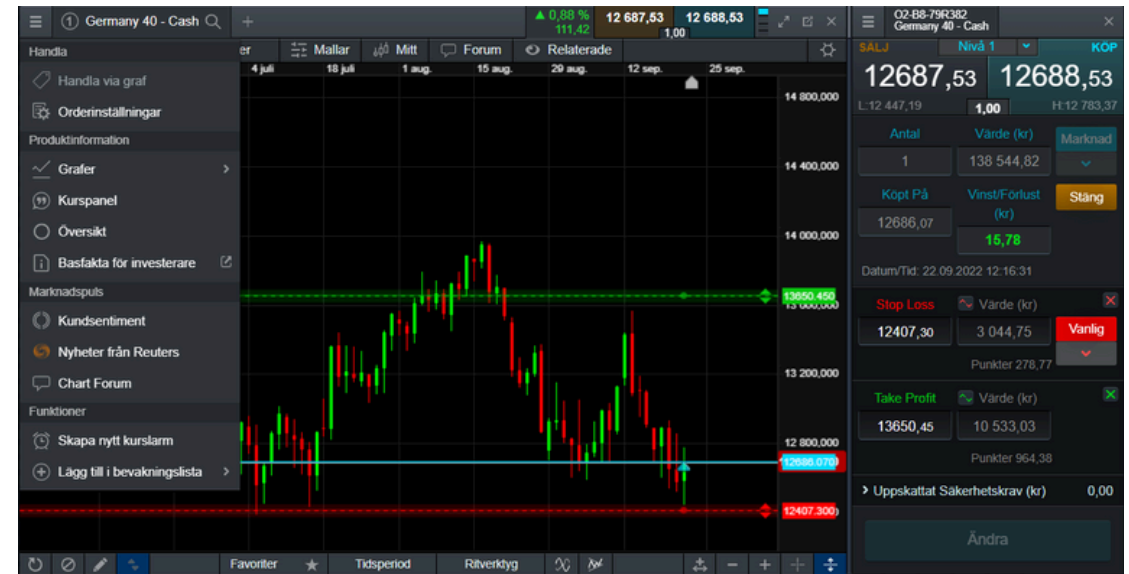 1 Germany 40 - Cash
0,88 %
111,42
12 687,53
12 688,53
1,00
Handla
Handla via graf
Orderinställningar
Produktinformation
Grafer
Kurspanel
Översikt
Basfakta för investerare
Marknadspuls
Kundsentiment
Nyheter från Reuters
Chart Forum
Funktioner
Skapa nytt kurslarm
Lägg till i bevakningslista
er
Mallar
Mitt
Forum
Relaterade
4 juli
18 juli
1 aug.
15 aug.
29 aug.
12 sep.
25 sep.
14 800,000
14 400,000
14 000,000
13650.450
13 200,000
12 800,000
12686.070
12407.300
Favoriter
Tidsperiod
Ritverktyg
O2-B8-79R382
Germany 40 - Cash
SÄLJ
Nivå 1
KÖP
12687,53
12688,53
L:12 447,19
1,00
H:12 783,37
Antal
Värde (kr)
Marknad
1
138 544,82
Köpt På
Vinst/Förlust
(kr)
Stäng
12686,07
15,78
Datum/Tid: 22.09.2022 12:16:31
Stop Loss
Värde (kr)
12407,30
3 044,75
Vanlig
Punkter 278,77
Take Profit
Värde (kr)
13650,45
10 533,03
Punkter 964,38
Uppskattat Säkerhetskrav (kr)
0,00
Ändra